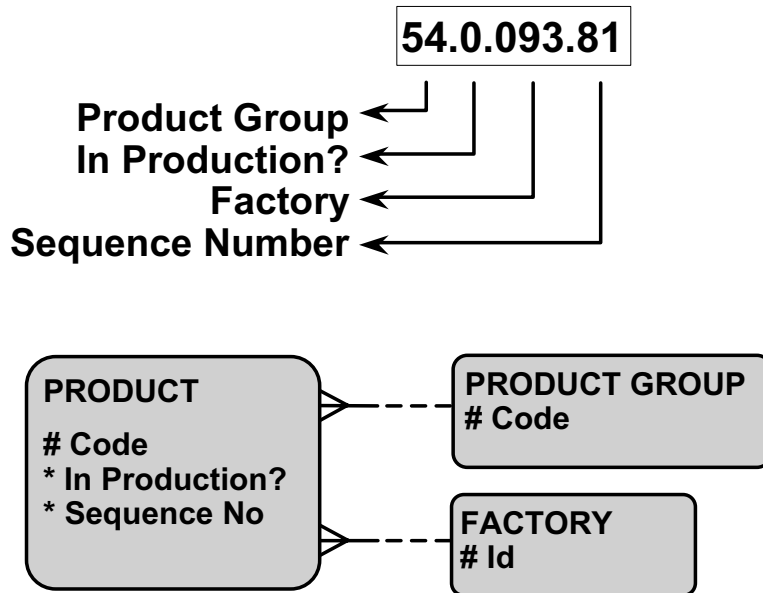 54.0.093.81
Product Group
In Production?
Factory
Sequence Number
PRODUCT
# Code
* In Production?
* Sequence No
PRODUCT GROUP
# Code
FACTORY
# Id